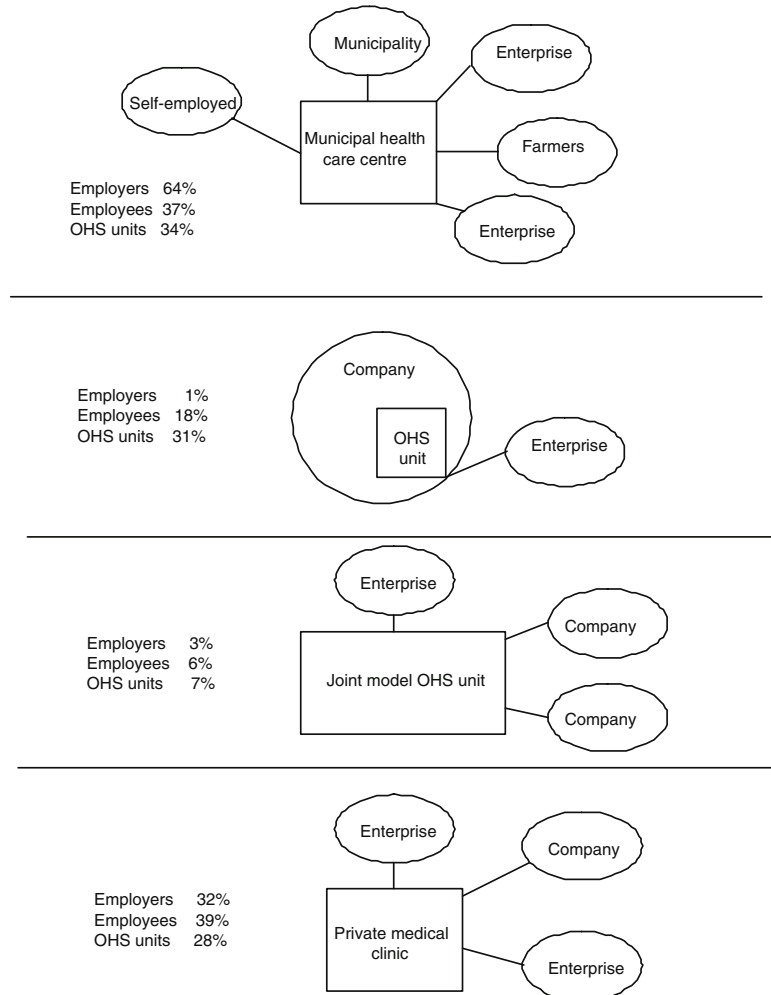 Municipality
Enterprise
Self-employed
Municipal health
care centre
Farmers
Enterprise
Employers 64%
Employees 37%
OHS units 34%
Company
Employers 1%
Employees 18%
OHS units 31%
OHS
unit
Enterprise
Enterprise
Company
Employers 3%
Employees 6%
OHS units 7%
Joint model OHS unit
Company
Enterprise
Company
Employers 32%
Employees 39%
OHS units 28%
Private medical
clinic
Enterprise